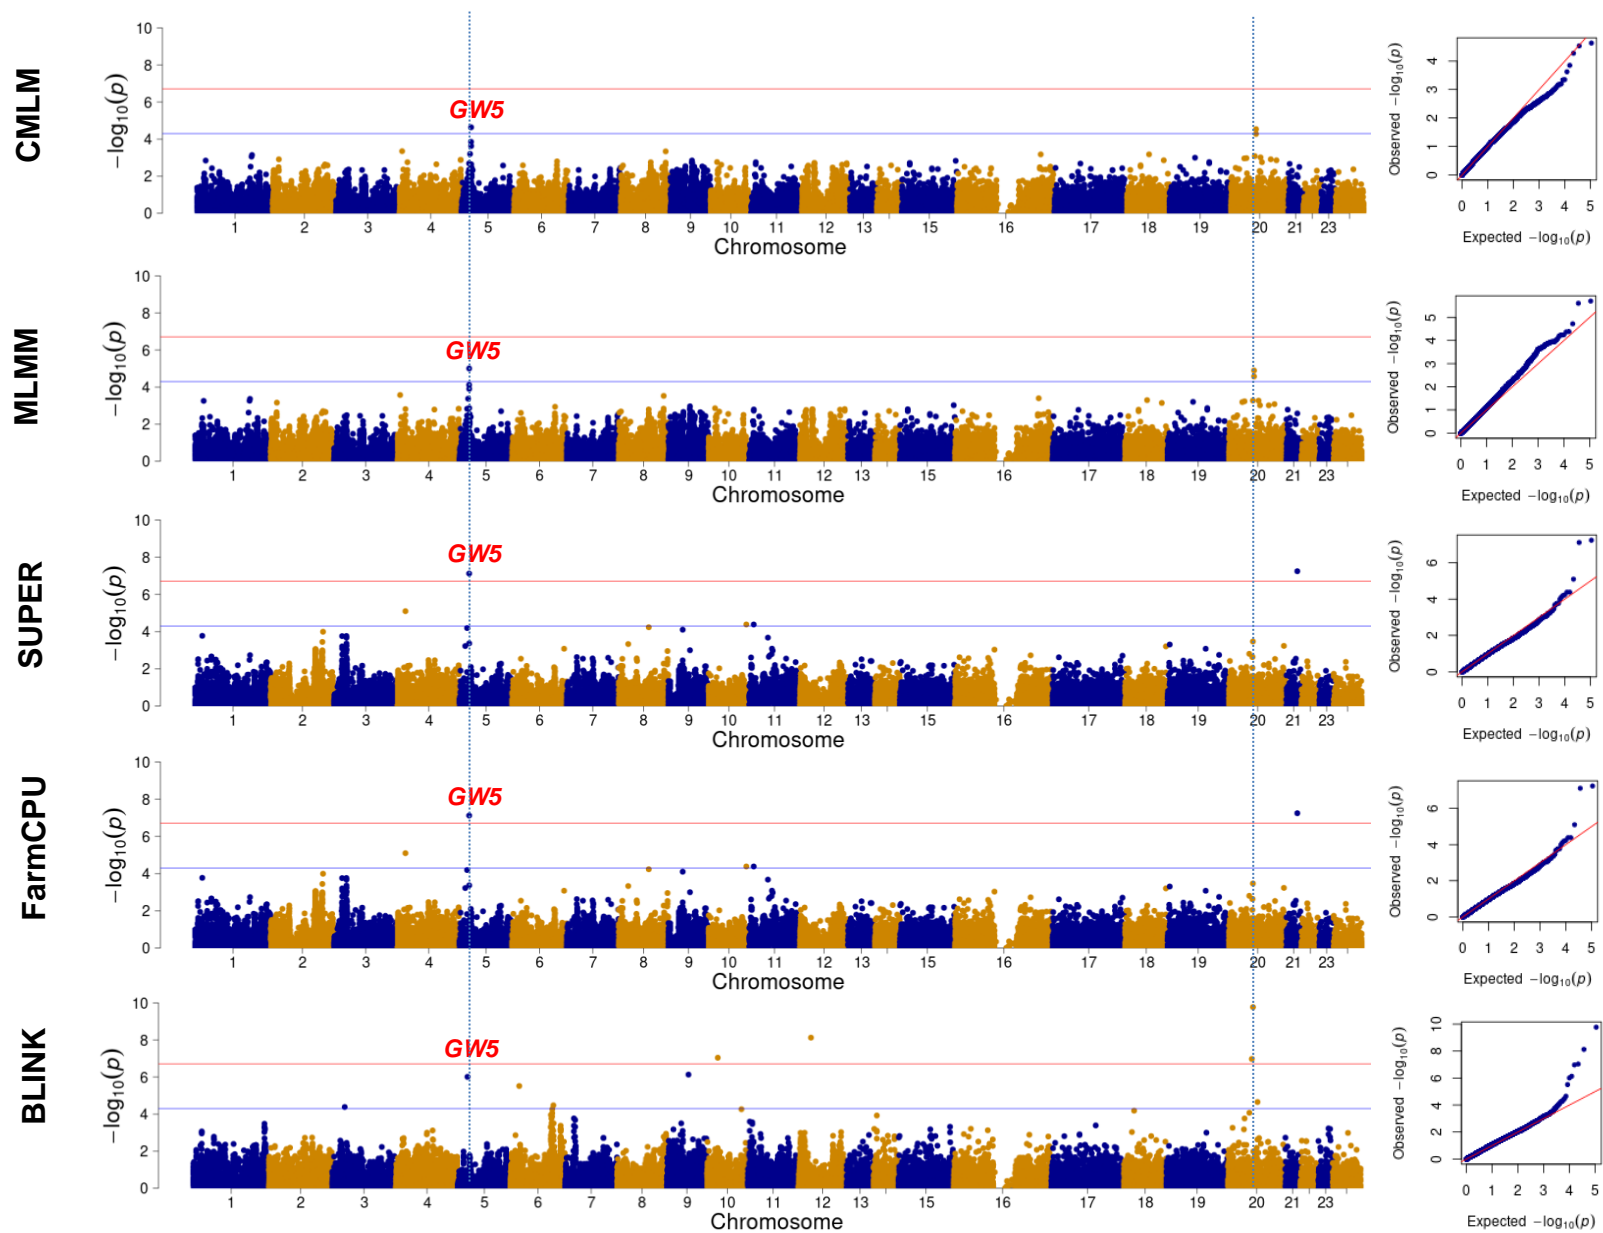 CMLM
10
8
6
4
2
0
−log₁₀(p)
GW5
1 2 3 4 5 6 7 8 9 10 11 12 13 15 16 17 18 19 20 21 23
Chromosome
Observed −log₁₀(p)
4
3
2
1
0
0 1 2 3 4 5
Expected −log₁₀(p)
MLMM
10
8
6
4
2
0
−log₁₀(p)
GW5
1 2 3 4 5 6 7 8 9 10 11 12 13 15 16 17 18 19 20 21 23
Chromosome
Observed −log₁₀(p)
5
4
3
2
1
0
0 1 2 3 4 5
Expected −log₁₀(p)
SUPER
10
8
6
4
2
0
−log₁₀(p)
GW5
1 2 3 4 5 6 7 8 9 10 11 12 13 15 16 17 18 19 20 21 23
Chromosome
Observed −log₁₀(p)
6
4
2
0
0 1 2 3 4 5
Expected −log₁₀(p)
FarmCPU
10
8
6
4
2
0
−log₁₀(p)
GW5
1 2 3 4 5 6 7 8 9 10 11 12 13 15 16 17 18 19 20 21 23
Chromosome
Observed −log₁₀(p)
6
4
2
0
0 1 2 3 4 5
Expected −log₁₀(p)
BLINK
10
8
6
4
2
0
−log₁₀(p)
GW5
1 2 3 4 5 6 7 8 9 10 11 12 13 15 16 17 18 19 20 21 23
Chromosome
Observed −log₁₀(p)
10
8
6
4
2
0
0 1 2 3 4 5
Expected −log₁₀(p)